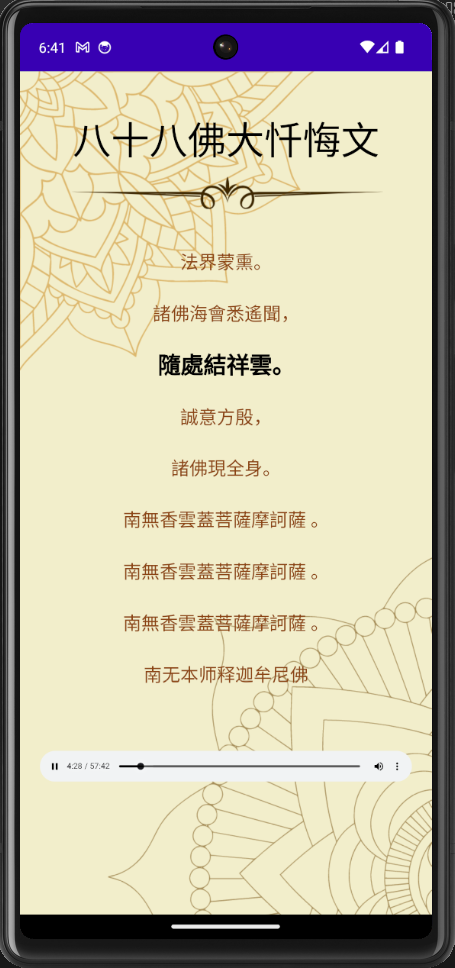 6:41
八十八佛大忏悔文
法界蒙熏。
諸佛海會悉遙聞，
隨處結祥雲。
誠意方殷，
諸佛現全身。
南無香雲蓋菩薩摩訶薩 。
南無香雲蓋菩薩摩訶薩 。
南無香雲蓋菩薩摩訶薩 。
南无本师释迦牟尼佛
4:28 / 57:42